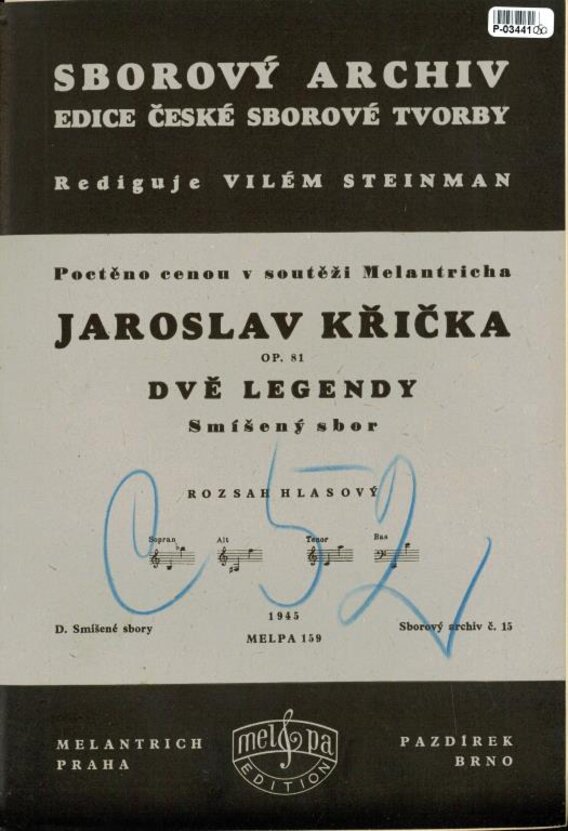 P-03441
SBOROVÝ ARCHIV
EDICE ČESKÉ SBOROVÉ TVORBY
Rediguje VILÉM STEINMAN
Poctěno cenou v soutěži Melantricha
JAROSLAV KŘIČKA
OP. 81
DVĚ LEGENDY
Smíšený sbor
C 52
ROZSAH HLASOVÝ
Sopran Alt Tenor Bas
1945
D. Smíšené sbory
MELPA 159
Sborový archiv č. 15
MELANTRICH
PRAHA
mel pa
EDITION
PAZDÍREK
BRNO